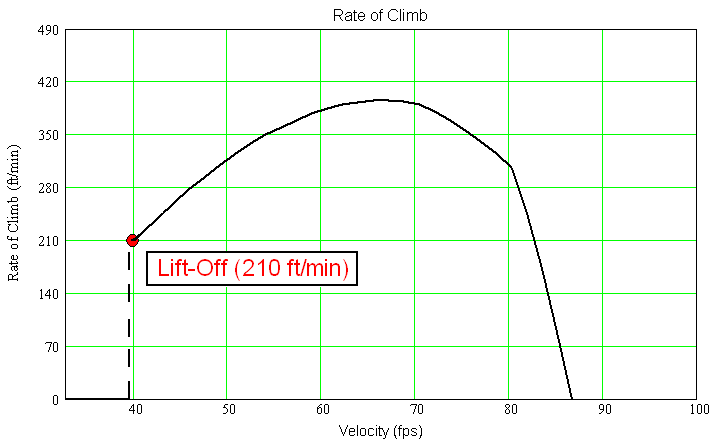 Rate of Climb
490
420
350
280
210
140
70
0
Rate of Climb (ft/min)
Lift-Off (210 ft/min)
40 50 60 70 80 90 100
Velocity (fps)